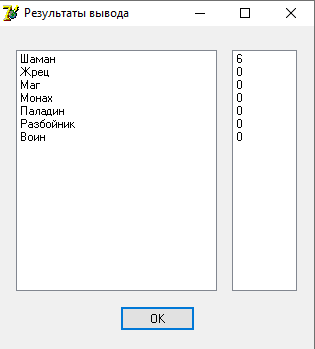 Результаты вывода
Шаман 6
Жрец 0
Маг 0
Монах 0
Паладин 0
Разбойник 0
Воин 0
OK